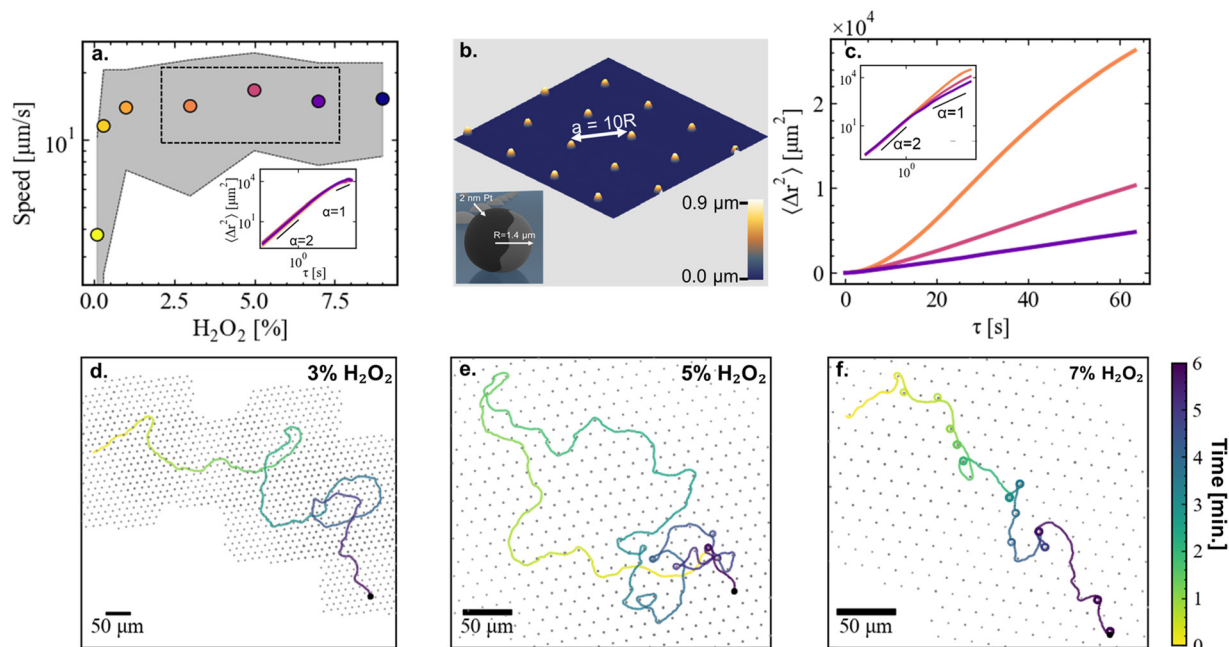 a.
Speed [μm/s]
10¹
0.0
2.5
5.0
7.5
H₂O₂ [%]
⟨Δr²⟩ [μm²]
10⁴
10¹
α=1
α=2
10⁰
τ [s]
b.
a = 10R
2 nm Pt
R=1.4 μm
0.9 μm
0.0 μm
×10⁴
c.
⟨Δr²⟩ [μm²]
2
1
0
10⁴
10¹
α=1
α=2
10⁰
0
20
40
60
τ [s]
d.
3% H₂O₂
50 μm
e.
5% H₂O₂
50 μm
f.
7% H₂O₂
50 μm
6
5
4
3
2
1
0
Time [min.]